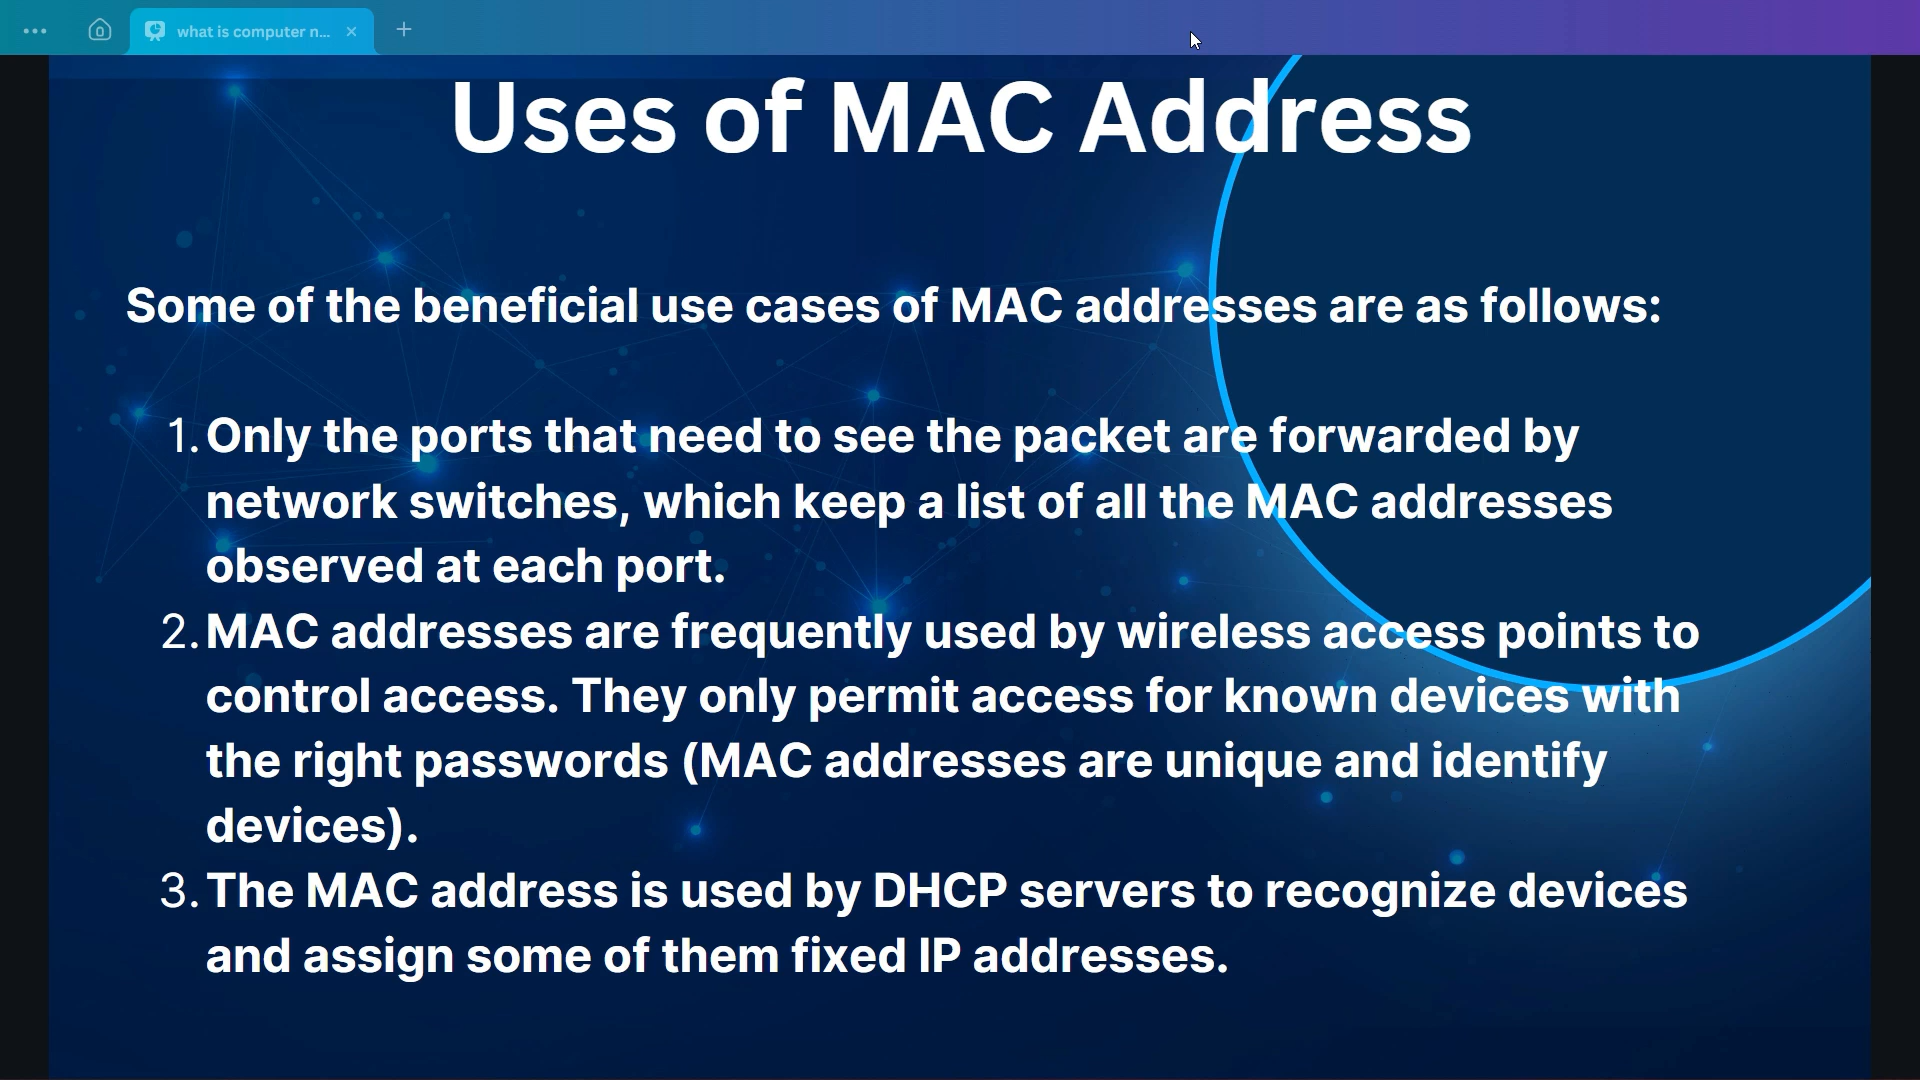 what is computer n...
Uses of MAC Address
Some of the beneficial use cases of MAC addresses are as follows:
1. Only the ports that need to see the packet are forwarded by
network switches, which keep a list of all the MAC addresses
observed at each port.
2. MAC addresses are frequently used by wireless access points to
control access. They only permit access for known devices with
the right passwords (MAC addresses are unique and identify
devices).
3. The MAC address is used by DHCP servers to recognize devices
and assign some of them fixed IP addresses.